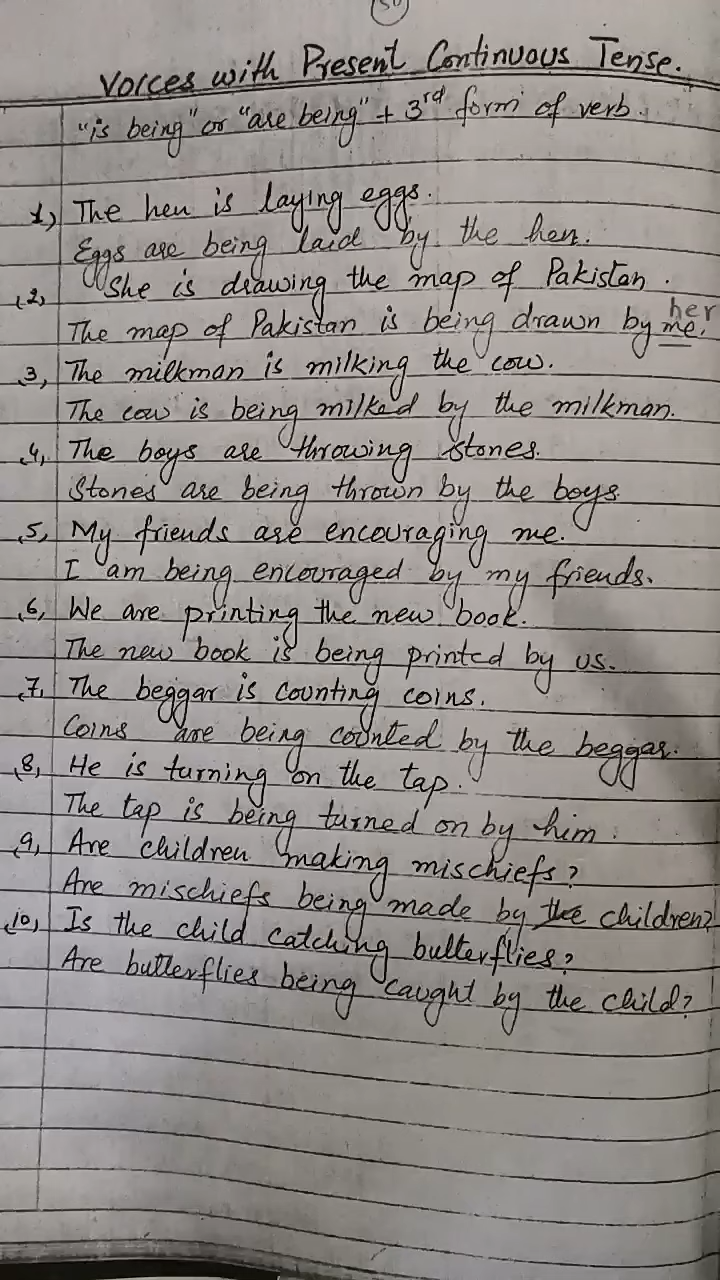 50
Voices with Present Continuous Tense.
"is being" or "are being" + 3rd form of verb.
1) The hen is laying eggs.
Eggs are being laid by the hen.
(2) She is drawing the map of Pakistan.
her
The map of Pakistan is being drawn by me.
3) The milkman is milking the cow.
The cow is being milked by the milkman.
(4) The boys are throwing stones.
Stones are being thrown by the boys.
(5) My friends are encouraging me.
I am being encouraged by my friends.
(6) We are printing the new book.
The new book is being printed by us.
(7) The beggar is counting coins.
Coins are being counted by the beggar.
(8) He is turning on the tap.
The tap is being turned on by him.
(9) Are children making mischiefs?
Are mischiefs being made by the children?
(10) Is the child catching butterflies?
Are butterflies being caught by the child?